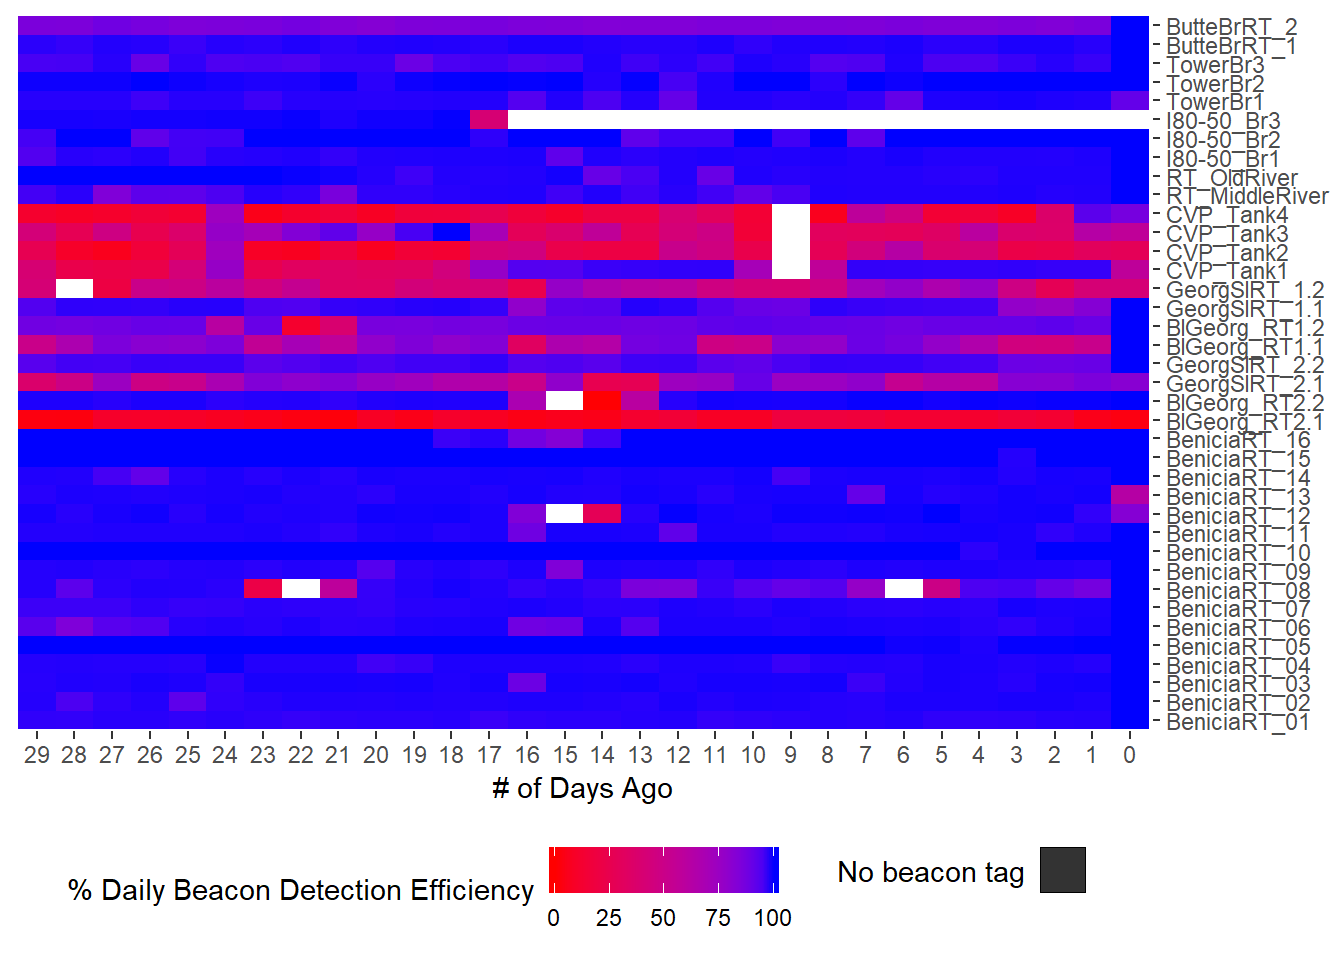 ButteBrRT_2
ButteBrRT_1
TowerBr3
TowerBr2
TowerBr1
I80-50_Br3
I80-50_Br2
I80-50_Br1
RT_OldRiver
RT_MiddleRiver
CVP_Tank4
CVP_Tank3
CVP_Tank2
CVP_Tank1
GeorgSlRT_1.2
GeorgSlRT_1.1
BlGeorg_RT1.2
BlGeorg_RT1.1
GeorgSlRT_2.2
GeorgSlRT_2.1
BlGeorg_RT2.2
BlGeorg_RT2.1
BeniciaRT_16
BeniciaRT_15
BeniciaRT_14
BeniciaRT_13
BeniciaRT_12
BeniciaRT_11
BeniciaRT_10
BeniciaRT_09
BeniciaRT_08
BeniciaRT_07
BeniciaRT_06
BeniciaRT_05
BeniciaRT_04
BeniciaRT_03
BeniciaRT_02
BeniciaRT_01
29 28 27 26 25 24 23 22 21 20 19 18 17 16 15 14 13 12 11 10 9 8 7 6 5 4 3 2 1 0
# of Days Ago
% Daily Beacon Detection Efficiency
0 25 50 75 100
No beacon tag